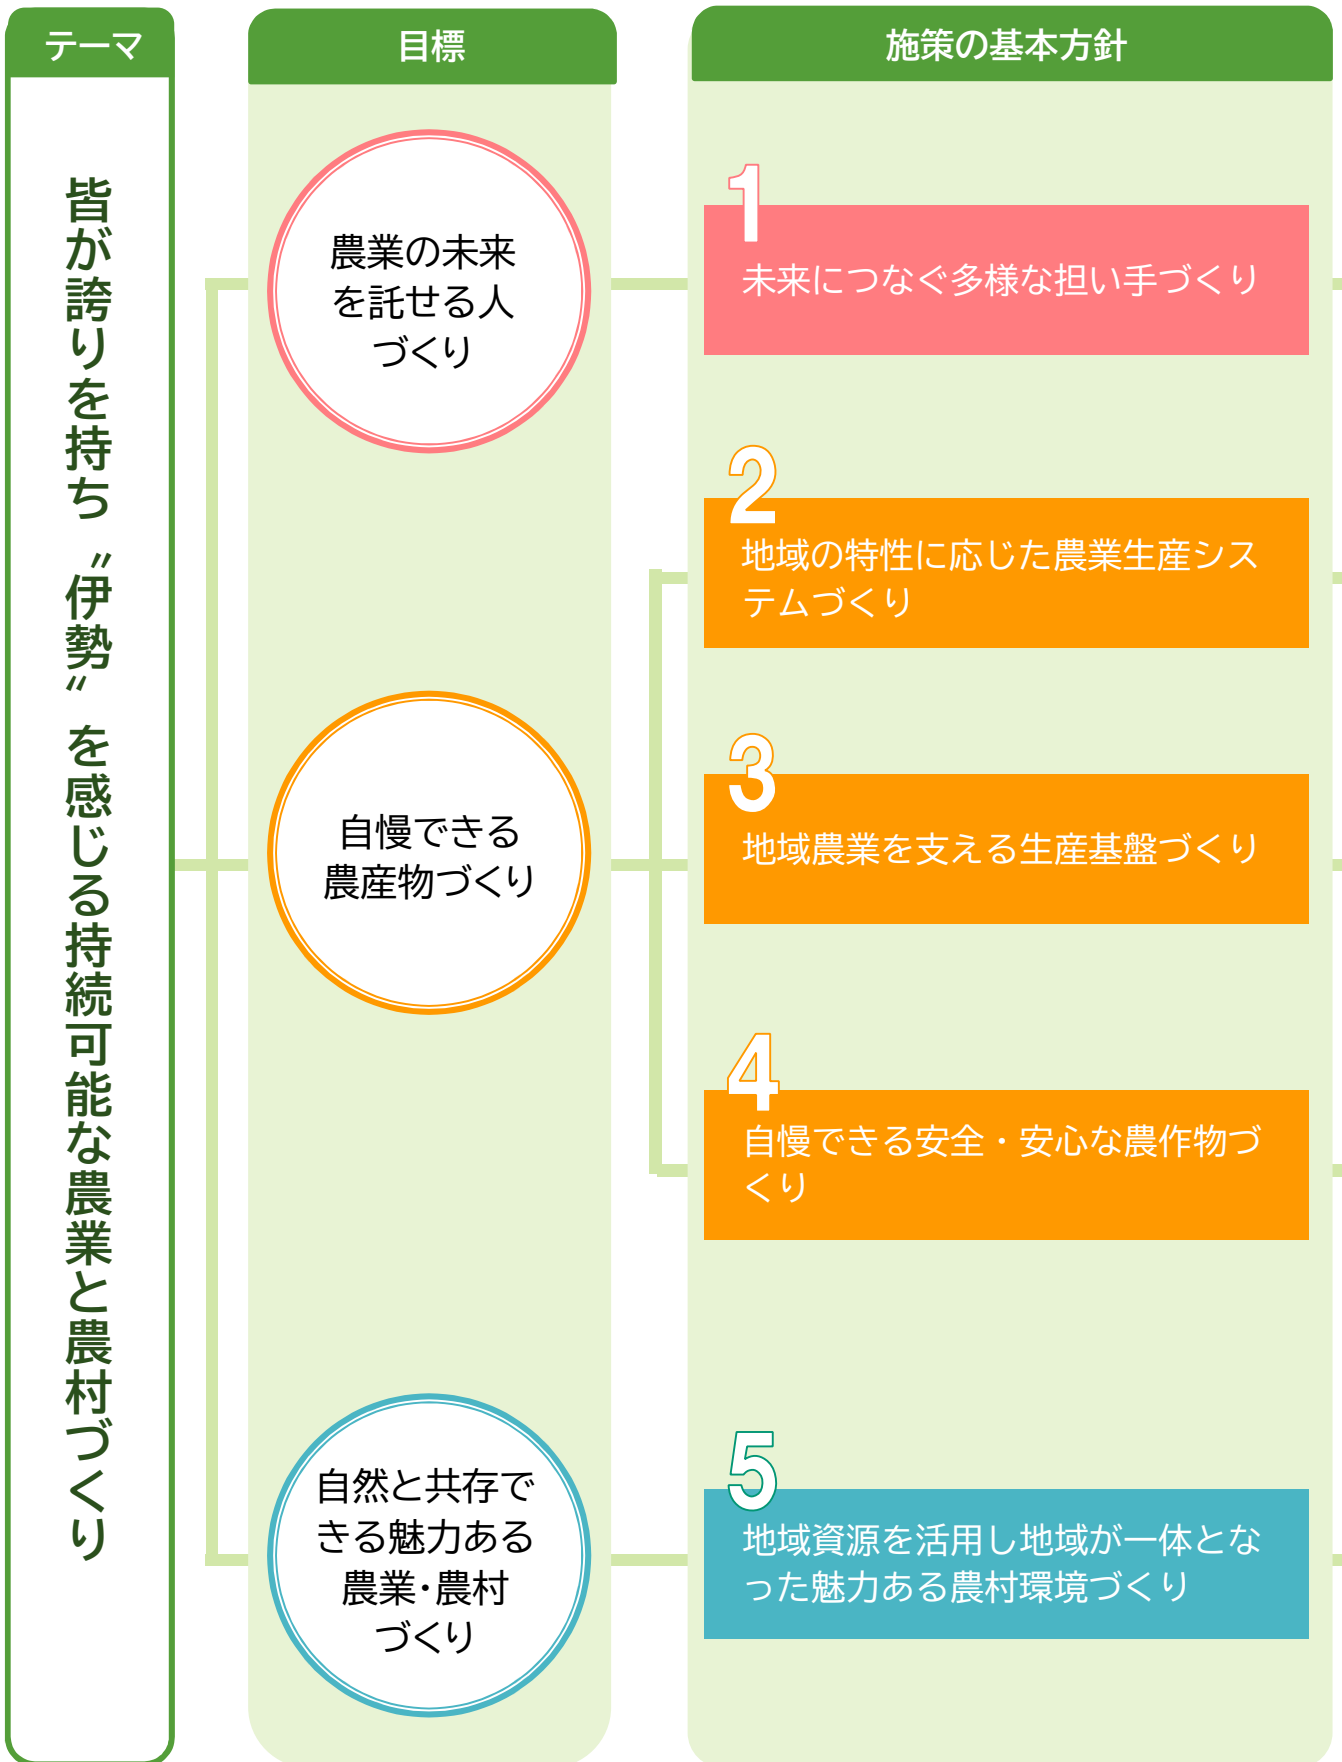 テーマ
皆が誇りを持ち〝伊勢〟を感じる持続可能な農業と農村づくり
目標
農業の未来
を託せる人
づくり
自慢できる
農産物づくり
自然と共存で
きる魅力ある
農業・農村
づくり
施策の基本方針
1
未来につなぐ多様な担い手づくり
2
地域の特性に応じた農業生産シス
テムづくり
3
地域農業を支える生産基盤づくり
4
自慢できる安全・安心な農作物づ
くり
5
地域資源を活用し地域が一体とな
った魅力ある農村環境づくり